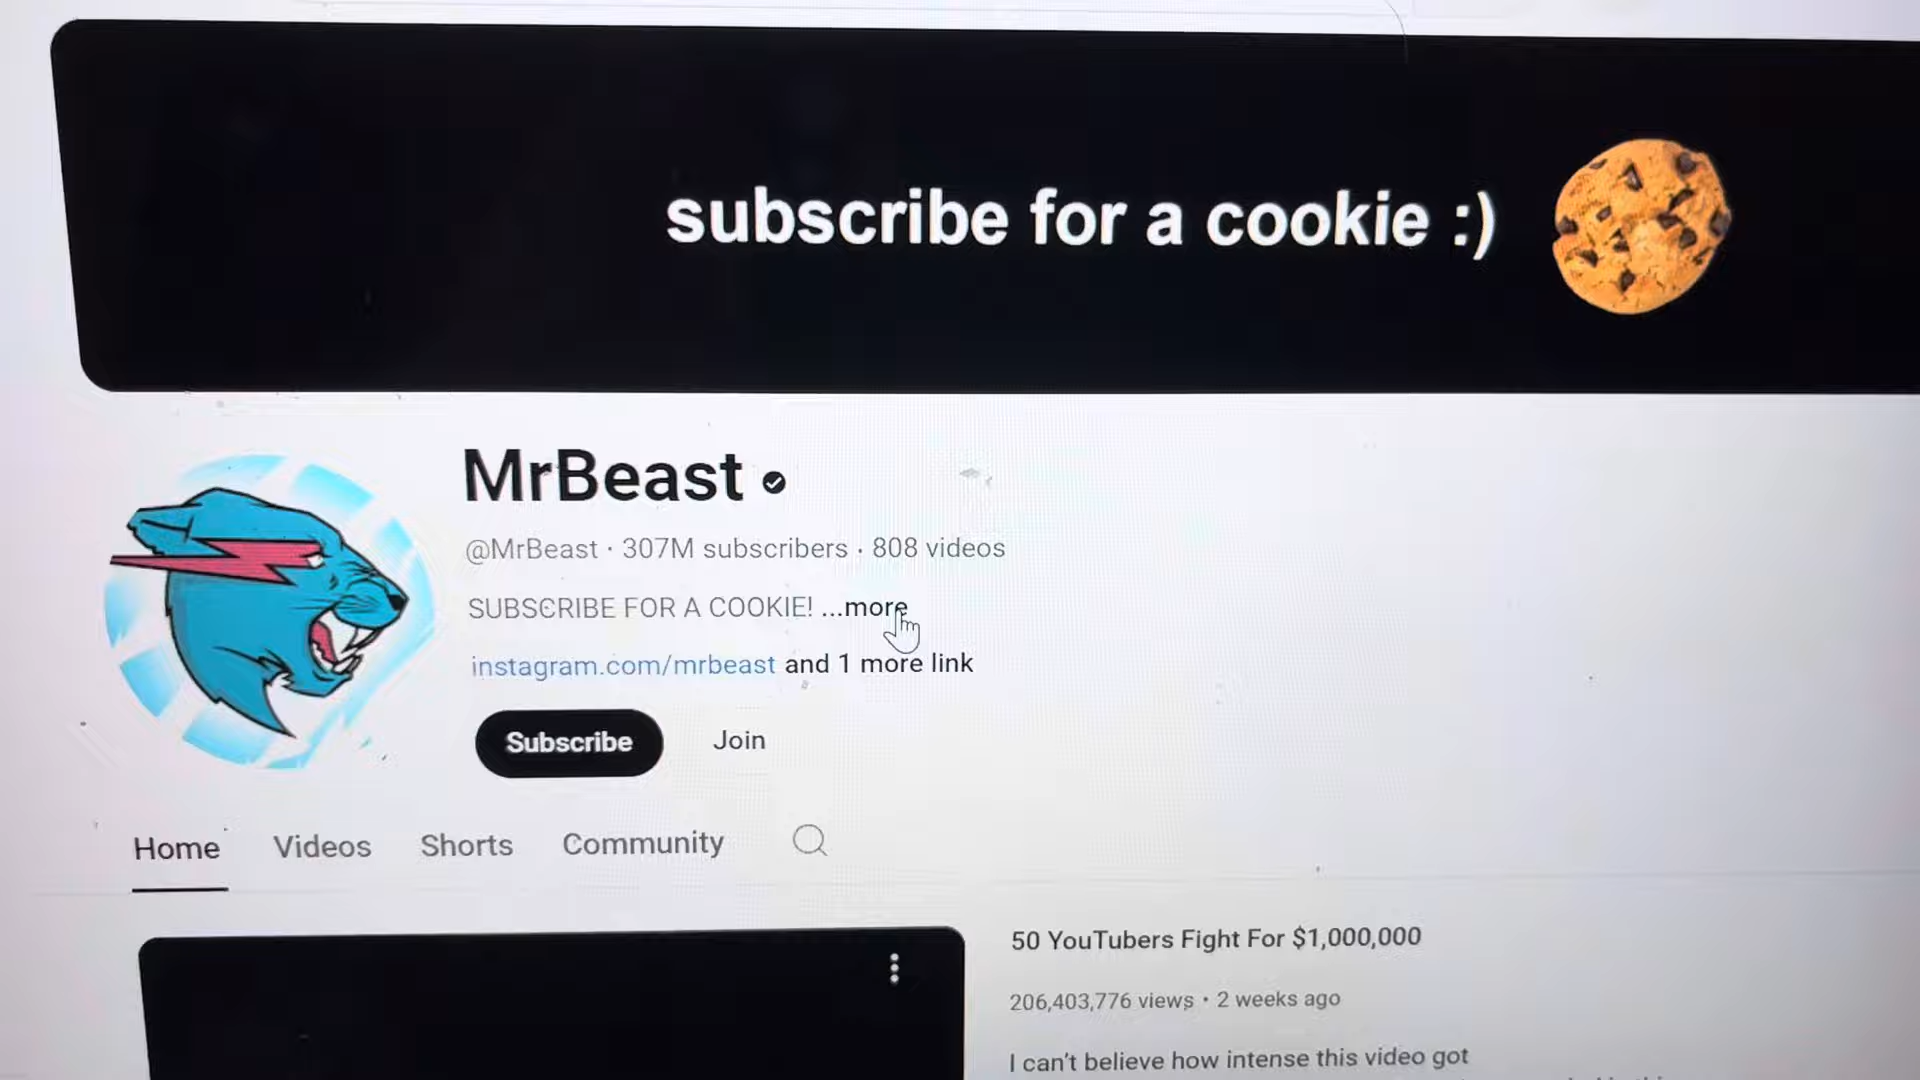 subscribe for a cookie :)
MrBeast
@MrBeast · 307M subscribers · 808 videos
SUBSCRIBE FOR A COOKIE! ...more
instagram.com/mrbeast and 1 more link
Subscribe Join
Home Videos Shorts Community
50 YouTubers Fight For $1,000,000
206,403,776 views • 2 weeks ago
I can't believe how intense this video got